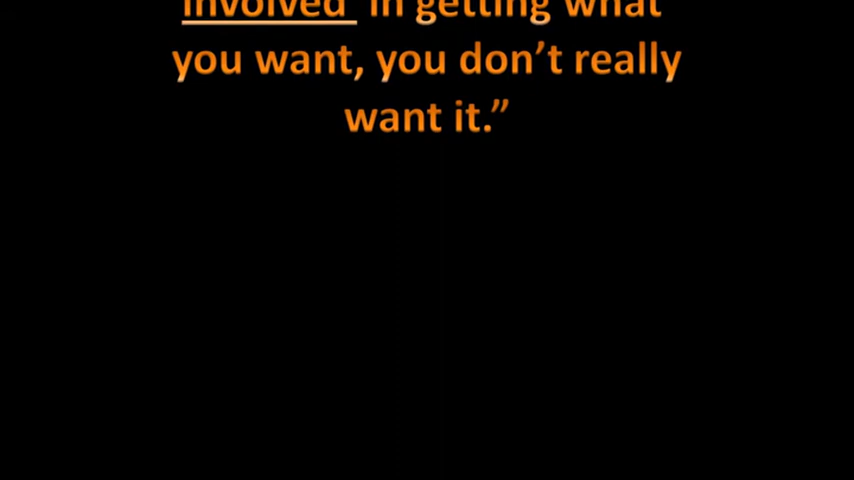 involved in getting what
you want, you don’t really
want it.”